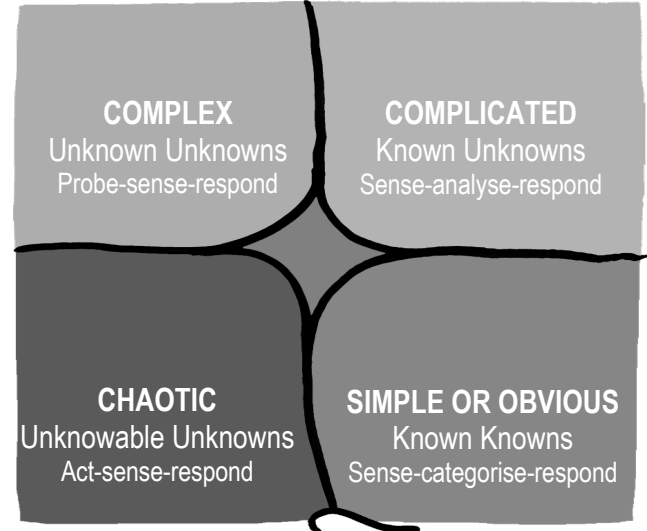 COMPLEX
Unknown Unknowns
Probe-sense-respond
COMPLICATED
Known Unknowns
Sense-analyse-respond
CHAOTIC
Unknowable Unknowns
Act-sense-respond
SIMPLE OR OBVIOUS
Known Knowns
Sense-categorise-respond